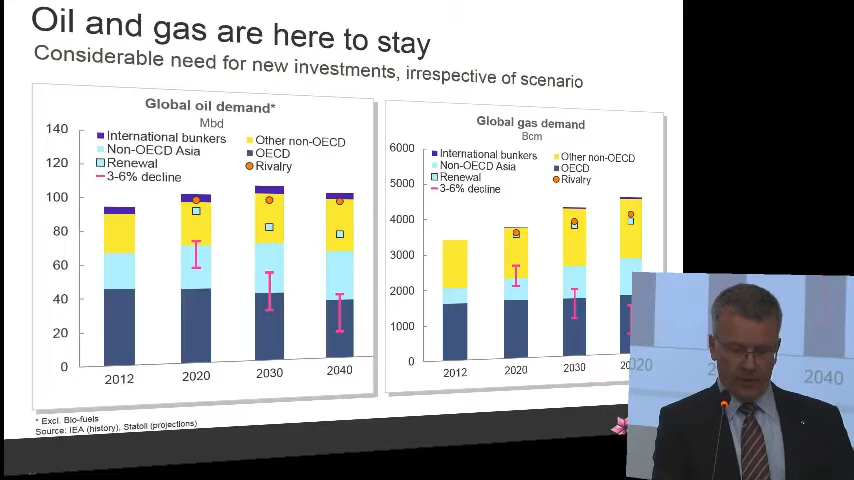 Oil and gas are here to stay
Considerable need for new investments, irrespective of scenario
Global oil demand*
Mbd
140
120
100
80
60
40
20
0
International bunkers
Other non-OECD
Non-OECD Asia
OECD
Renewal
Rivalry
3-6% decline
2012
2020
2030
2040
Global gas demand
Bcm
6000
5000
4000
3000
2000
1000
0
International bunkers
Other non-OECD
Non-OECD Asia
OECD
Renewal
Rivalry
3-6% decline
2012
2020
2030
* Excl. Bio-fuels
Source: IEA (history), Statoil (projections)
020
2040